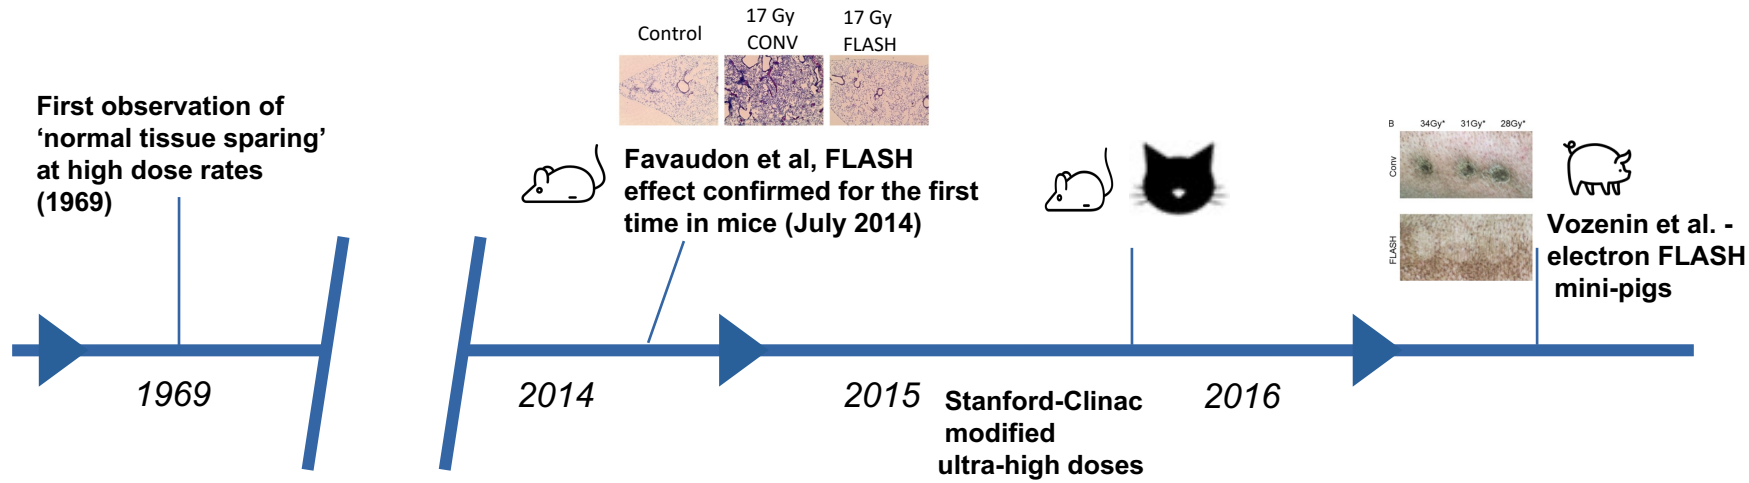 First observation of
‘normal tissue sparing’
at high dose rates
(1969)
Control
17 Gy
CONV
17 Gy
FLASH
Favaudon et al, FLASH
effect confirmed for the first
time in mice (July 2014)
B
34Gy*
31Gy*
28Gy*
Conv
FLASH
Vozenin et al. -
electron FLASH
mini-pigs
1969
2014
2015
Stanford-Clinac
modified
ultra-high doses
2016